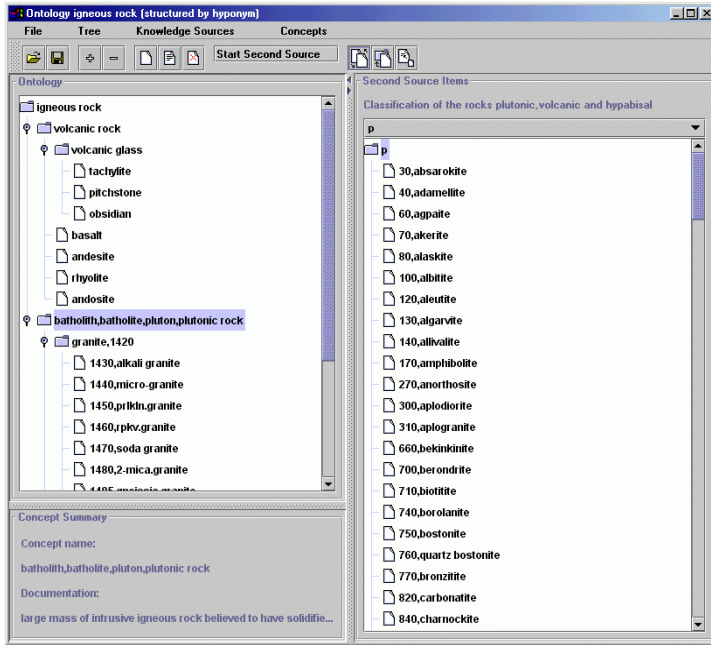 Ontology igneous rock (structured by hyponym)
File Tree Knowledge Sources Concepts
Start Second Source
Ontology
igneous rock
volcanic rock
volcanic glass
tachylite
pitchstone
obsidian
basalt
andesite
rhyolite
andosite
batholith,batholite,pluton,plutonic rock
granite,1420
1430,alkali granite
1440,micro-granite
1450,prlkln.granite
1460,rpkv.granite
1470,soda granite
1480,2-mica.granite
1485,gneissic granite
Concept Summary
Concept name:
batholith,batholite,pluton,plutonic rock
Documentation:
large mass of intrusive igneous rock believed to have solidifie...
Second Source Items
Classification of the rocks plutonic,volcanic and hypabisal
p
p
30,absarokite
40,adamellite
60,agpaite
70,akerite
80,alaskite
100,albitite
120,aleutite
130,algarvite
140,allivalite
170,amphibolite
270,anorthosite
300,aplodiorite
310,aplogranite
660,bekinkinite
700,berondrite
710,biotitite
740,borolanite
750,bostonite
760,quartz bostonite
770,bronzitite
820,carbonatite
840,charnockite